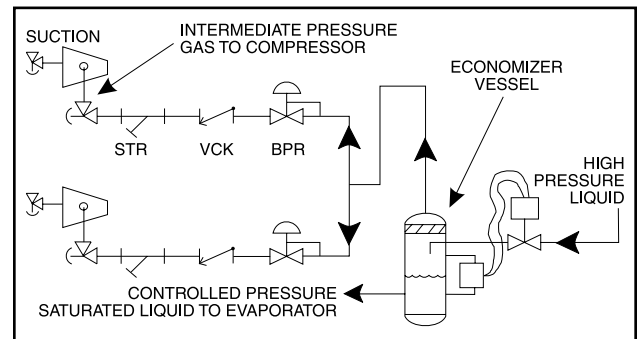 SUCTION
INTERMEDIATE PRESSURE
GAS TO COMPRESSOR
ECONOMIZER
VESSEL
STR
VCK
BPR
HIGH
PRESSURE
LIQUID
CONTROLLED PRESSURE
SATURATED LIQUID TO EVAPORATOR